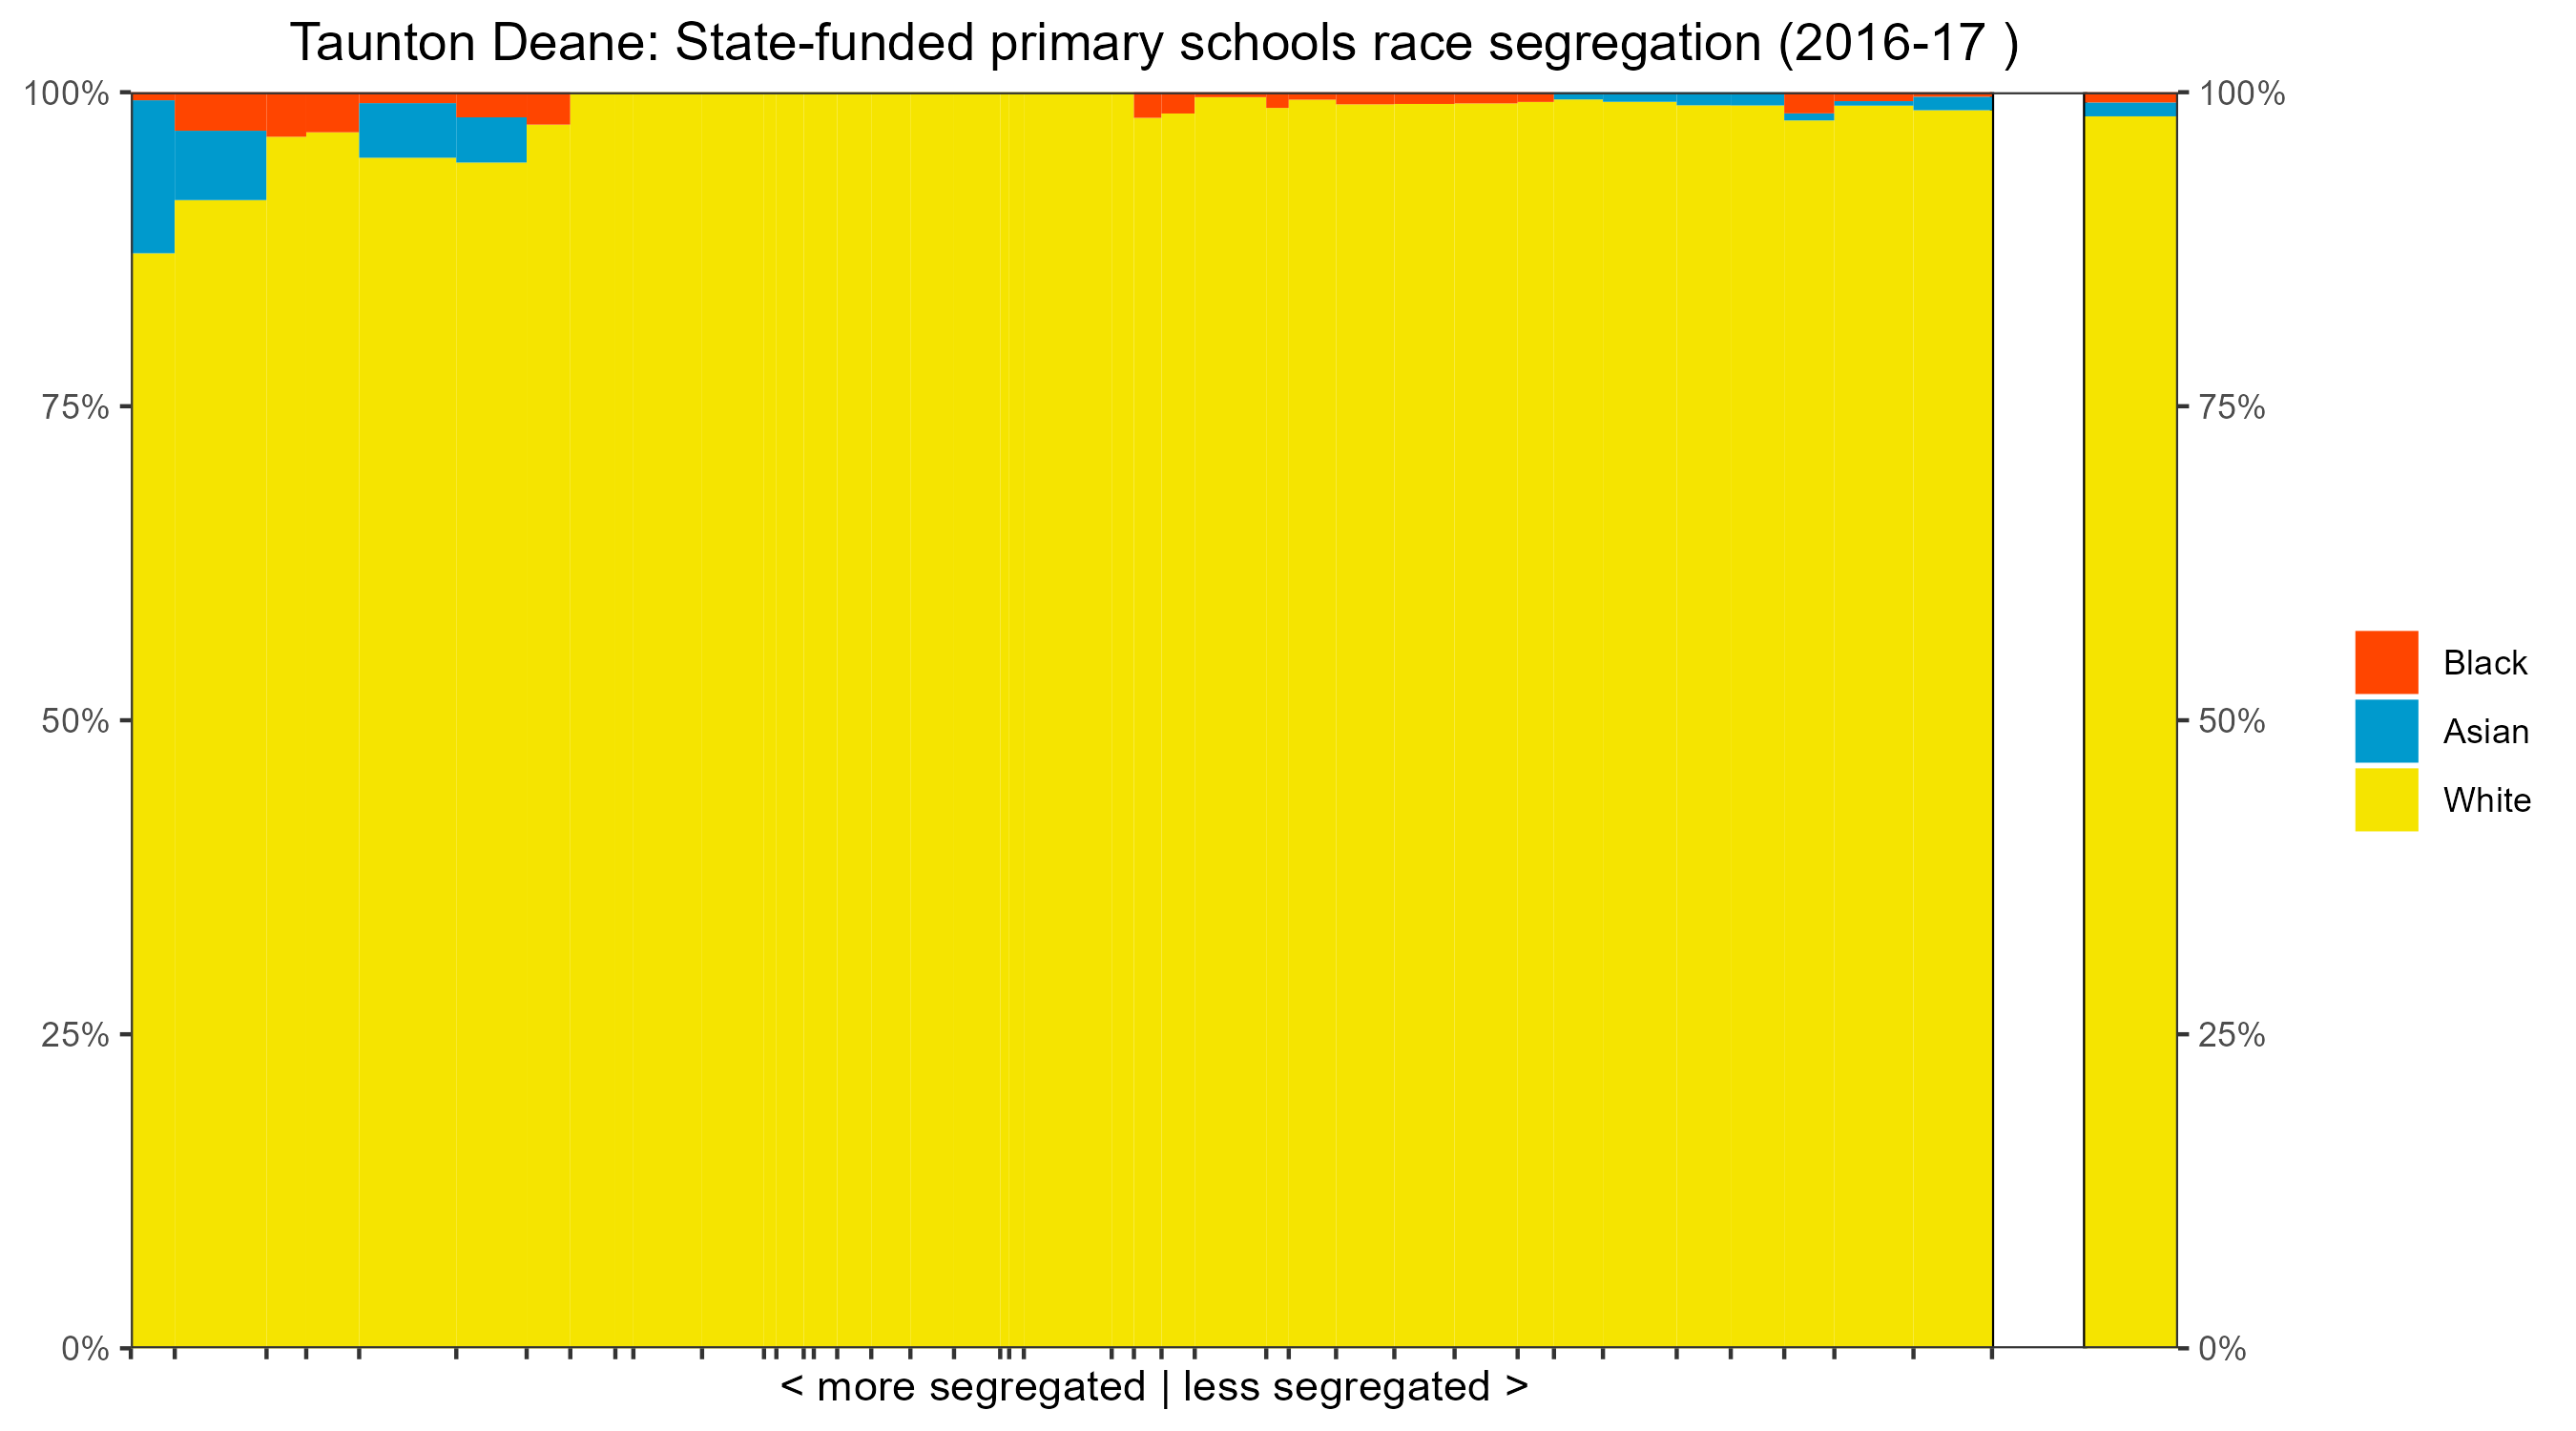 Taunton Deane: State-funded primary schools race segregation (2016-17 )
100%
75%
50%
25%
0%
100%
75%
50%
25%
0%
Black
Asian
White
< more segregated | less segregated >